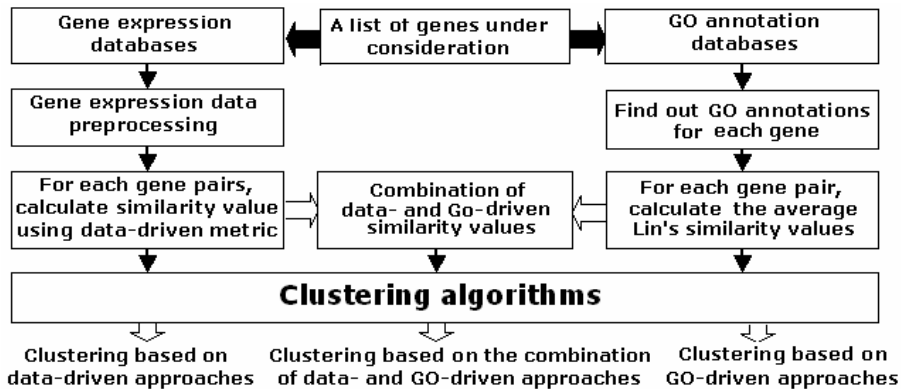 Gene expression
databases
A list of genes under
consideration
GO annotation
databases
Gene expression data
preprocessing
Find out GO annotations
for each gene
For each gene pairs,
calculate similarity value
using data-driven metric
Combination of
data- and Go-driven
similarity values
For each gene pair,
calculate the average
Lin's similarity values
Clustering algorithms
Clustering based on
data-driven approaches
Clustering based on the combination
of data- and GO-driven approaches
Clustering based on
GO-driven approaches